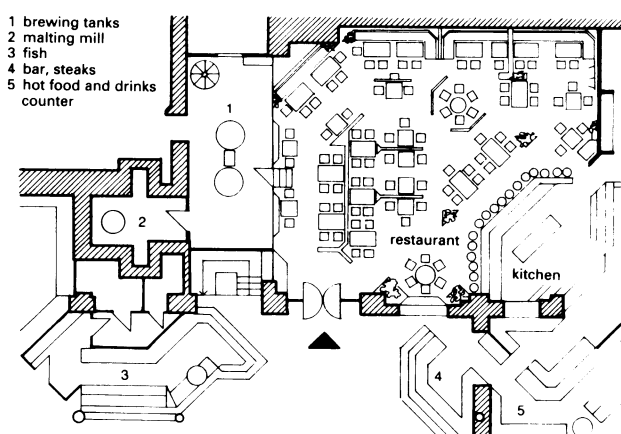 1 brewing tanks
2 malting mill
3 fish
4 bar, steaks
5 hot food and drinks
counter
1
2
restaurant
kitchen
3
4
5